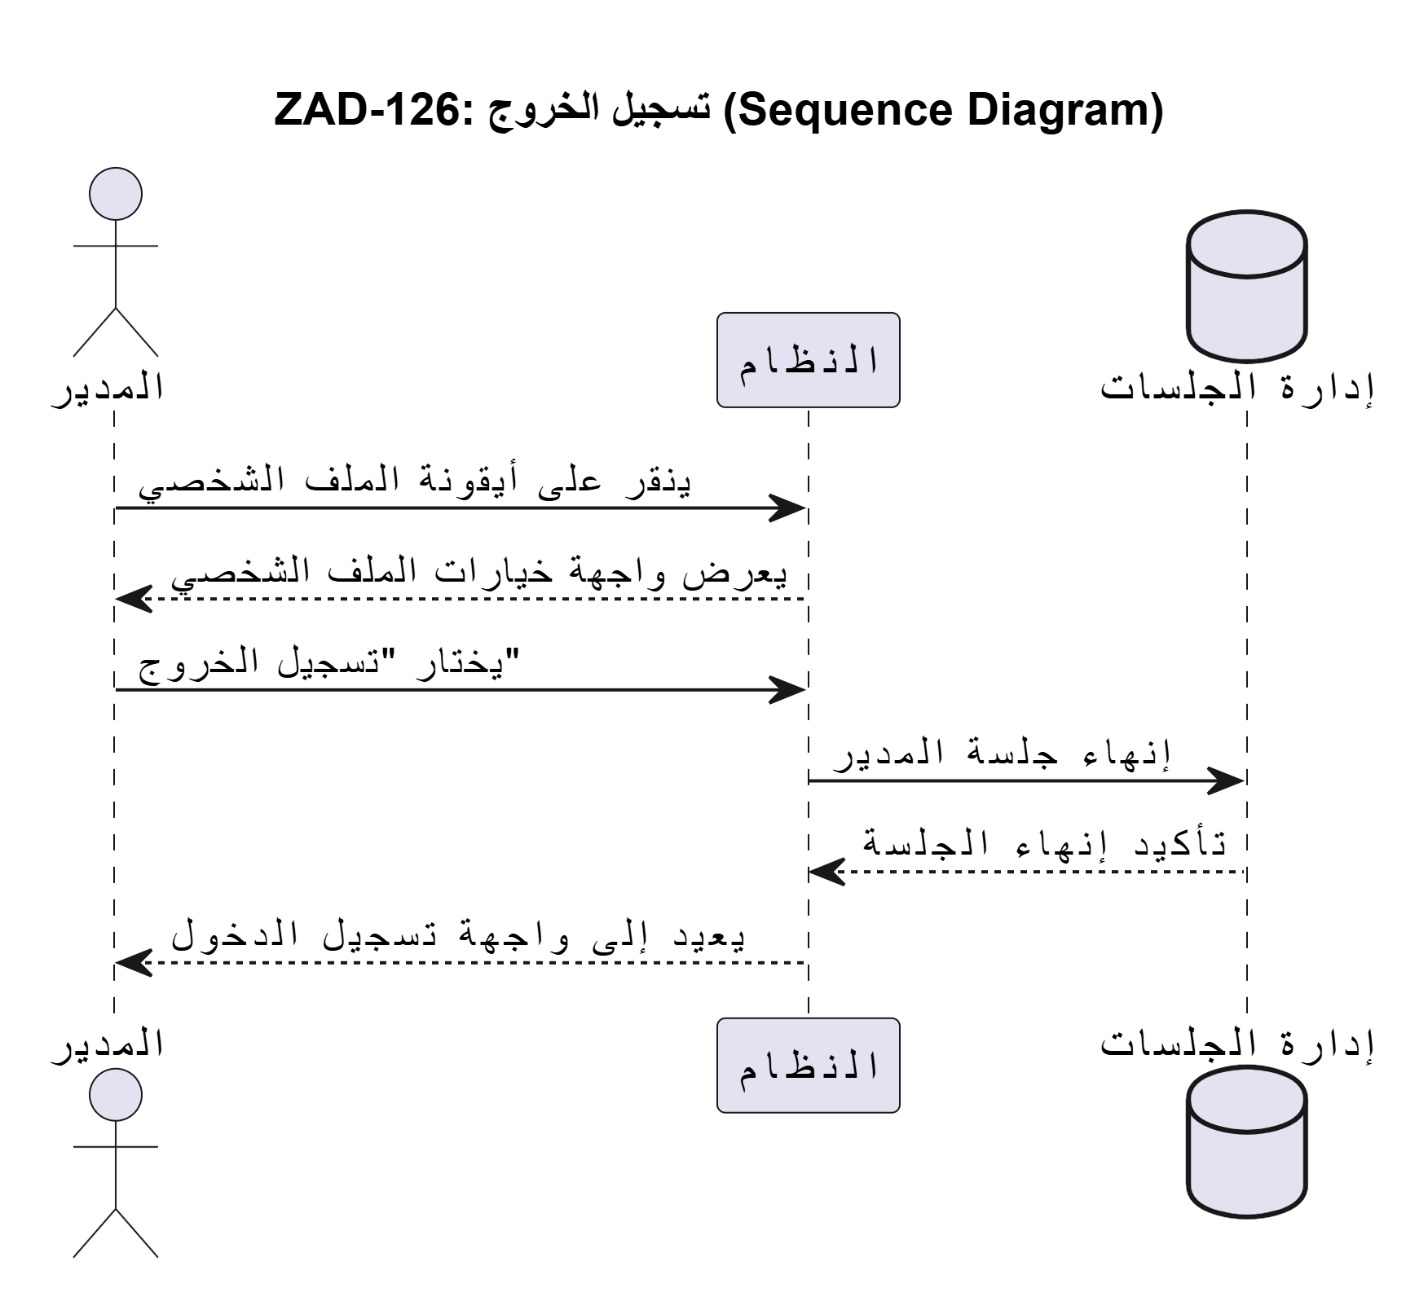 ZAD-126: تسجيل الخروج (Sequence Diagram)
المدير
النظام
إدارة الجلسات
ينقر على أيقونة الملف الشخصي
يعرض واجهة خيارات الملف الشخصي
يختار "تسجيل الخروج"
إنهاء جلسة المدير
تأكيد إنهاء الجلسة
يعيد إلى واجهة تسجيل الدخول
المدير
النظام
إدارة الجلسات